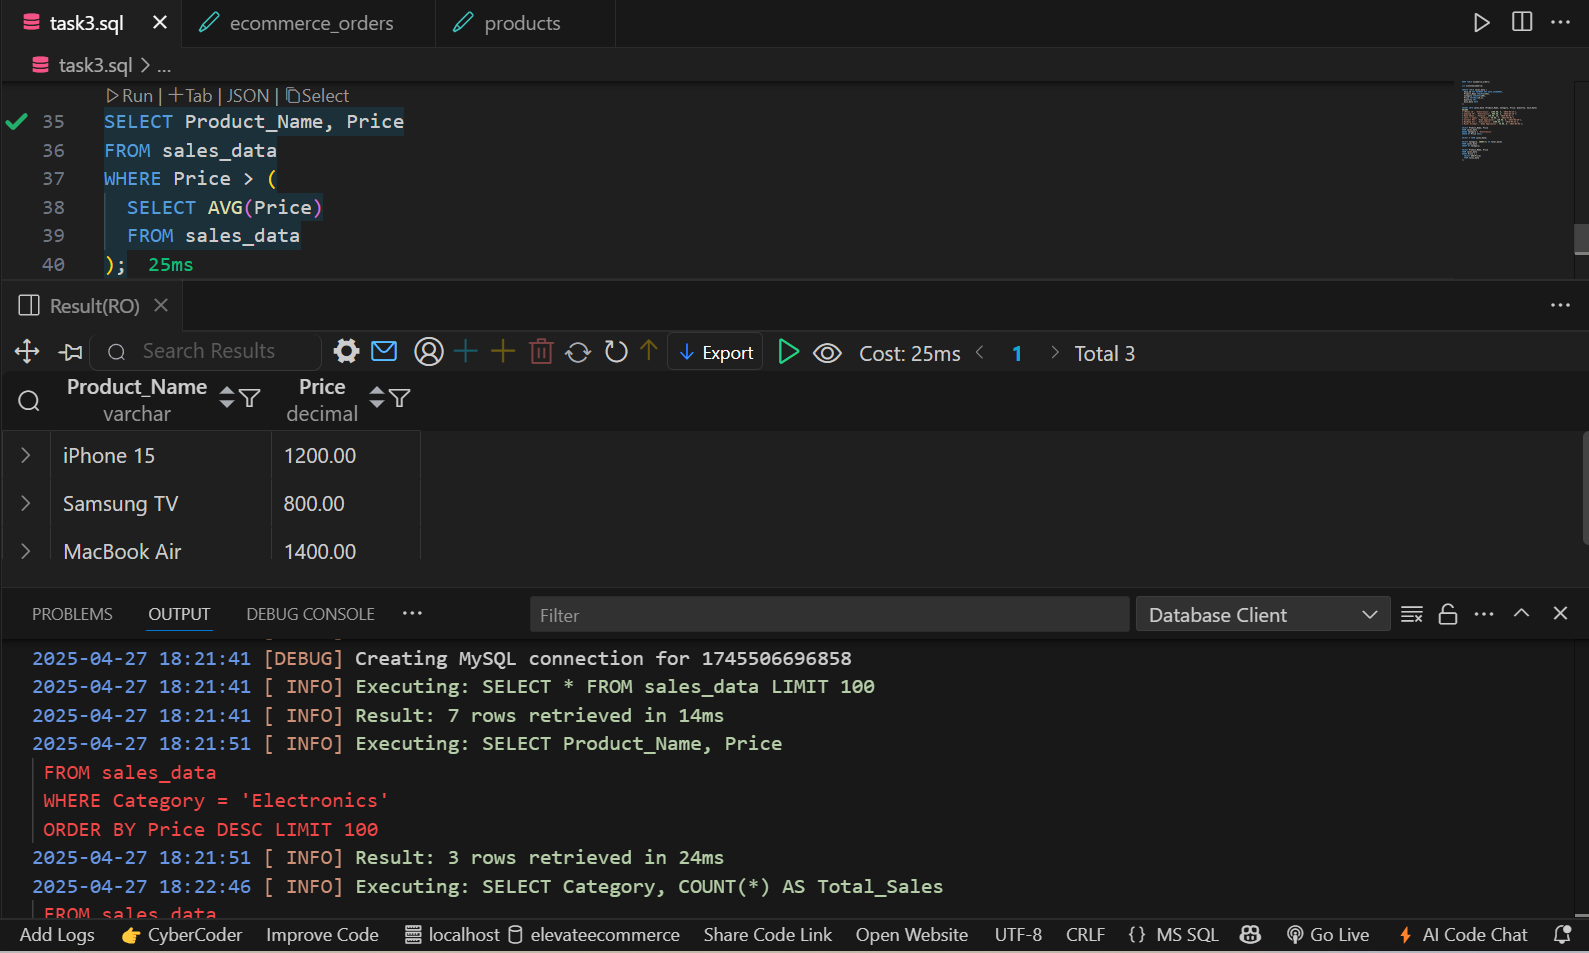 task3.sql ecommerce_orders products
task3.sql > ...
Run | Tab | JSON | Select
35 SELECT Product_Name, Price
36 FROM sales_data
37 WHERE Price > (
38 SELECT AVG(Price)
39 FROM sales_data
40 ); 25ms
Result(RO)
Search Results Export Cost: 25ms < 1 > Total 3
Product_Name Price
varchar decimal
iPhone 15 1200.00
Samsung TV 800.00
MacBook Air 1400.00
PROBLEMS OUTPUT DEBUG CONSOLE ... Filter Database Client
2025-04-27 18:21:41 [DEBUG] Creating MySQL connection for 1745506696858
2025-04-27 18:21:41 [ INFO] Executing: SELECT * FROM sales_data LIMIT 100
2025-04-27 18:21:41 [ INFO] Result: 7 rows retrieved in 14ms
2025-04-27 18:21:51 [ INFO] Executing: SELECT Product_Name, Price
FROM sales_data
WHERE Category = 'Electronics'
ORDER BY Price DESC LIMIT 100
2025-04-27 18:21:51 [ INFO] Result: 3 rows retrieved in 24ms
2025-04-27 18:22:46 [ INFO] Executing: SELECT Category, COUNT(*) AS Total_Sales
FROM sales_data
Add Logs CyberCoder Improve Code localhost elevateecommerce Share Code Link Open Website UTF-8 CRLF {} MS SQL Go Live AI Code Chat